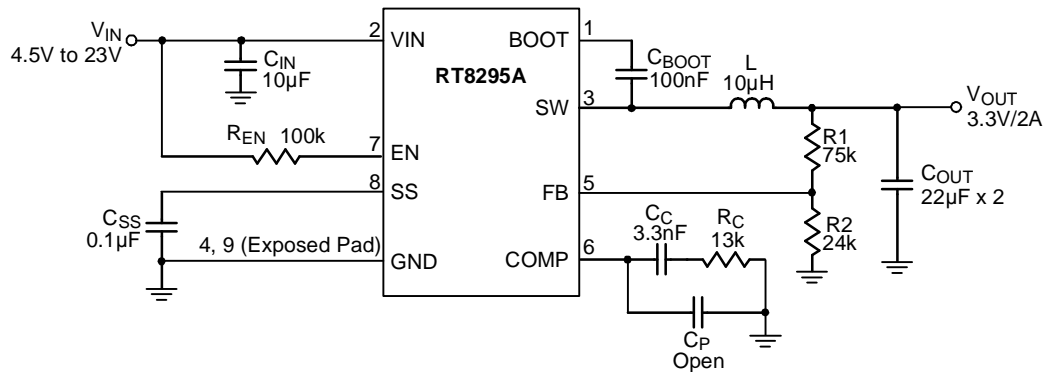 VIN
4.5V to 23V
CIN
10µF
REN 100k
CSS
0.1µF
4, 9 (Exposed Pad)
2
7
8
VIN
EN
SS
GND
RT8295A
BOOT
SW
FB
COMP
1
3
5
6
CBOOT
100nF
L
10µH
VOUT
3.3V/2A
R1
75k
COUT
22µF x 2
R2
24k
CC
3.3nF
RC
13k
CP
Open